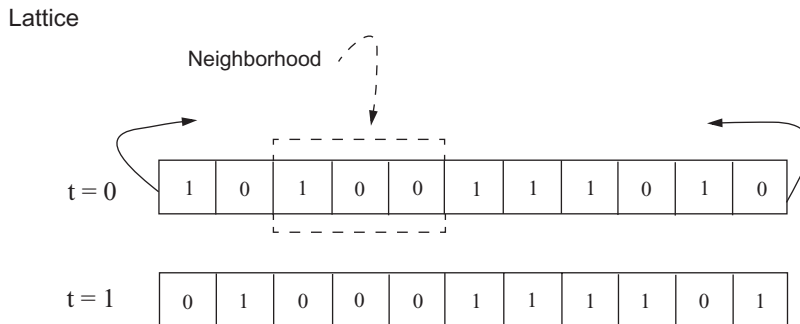 Lattice
Neighborhood
t = 0 1 0 1 0 0 1 1 1 0 1 0
t = 1 0 1 0 0 0 1 1 1 1 0 1